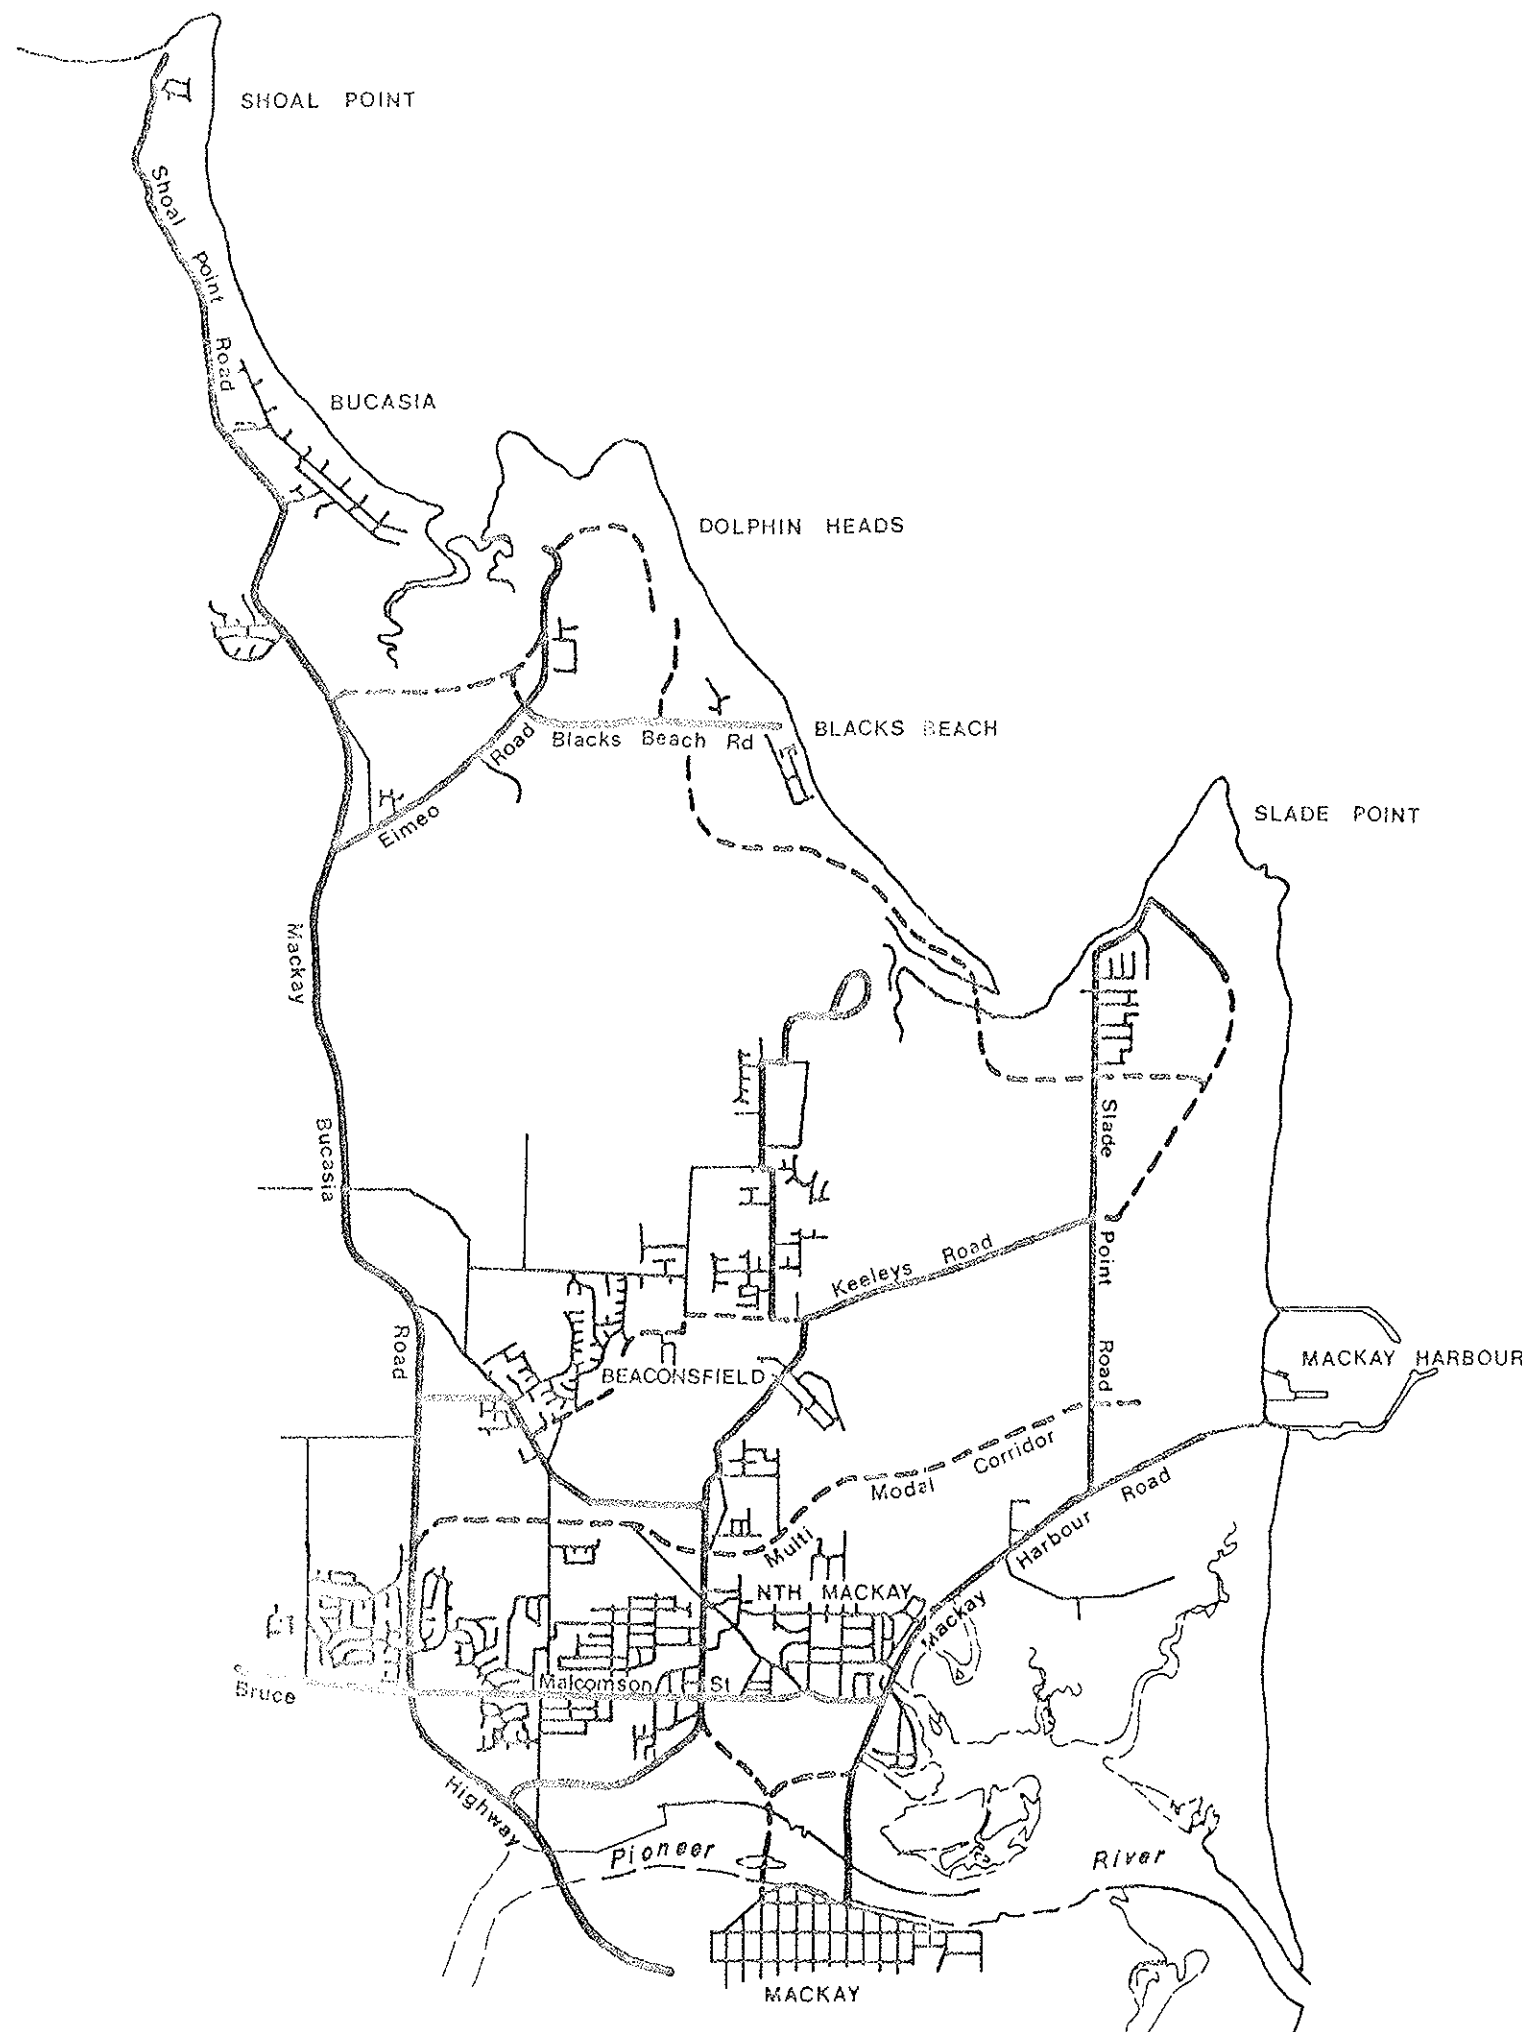 SHOAL POINT
Shoal Point Road
BUCASIA
DOLPHIN HEADS
BLACKS BEACH
Blacks Beach Rd
Eimeo Road
SLADE POINT
Mackay Bucasia Road
Slade Point Road
Keeleys Road
MACKAY HARBOUR
BEACONSFIELD
Multi Modal Corridor
Mackay Harbour Road
NTH MACKAY
Malcomson St
Bruce Highway
Pioneer River
MACKAY